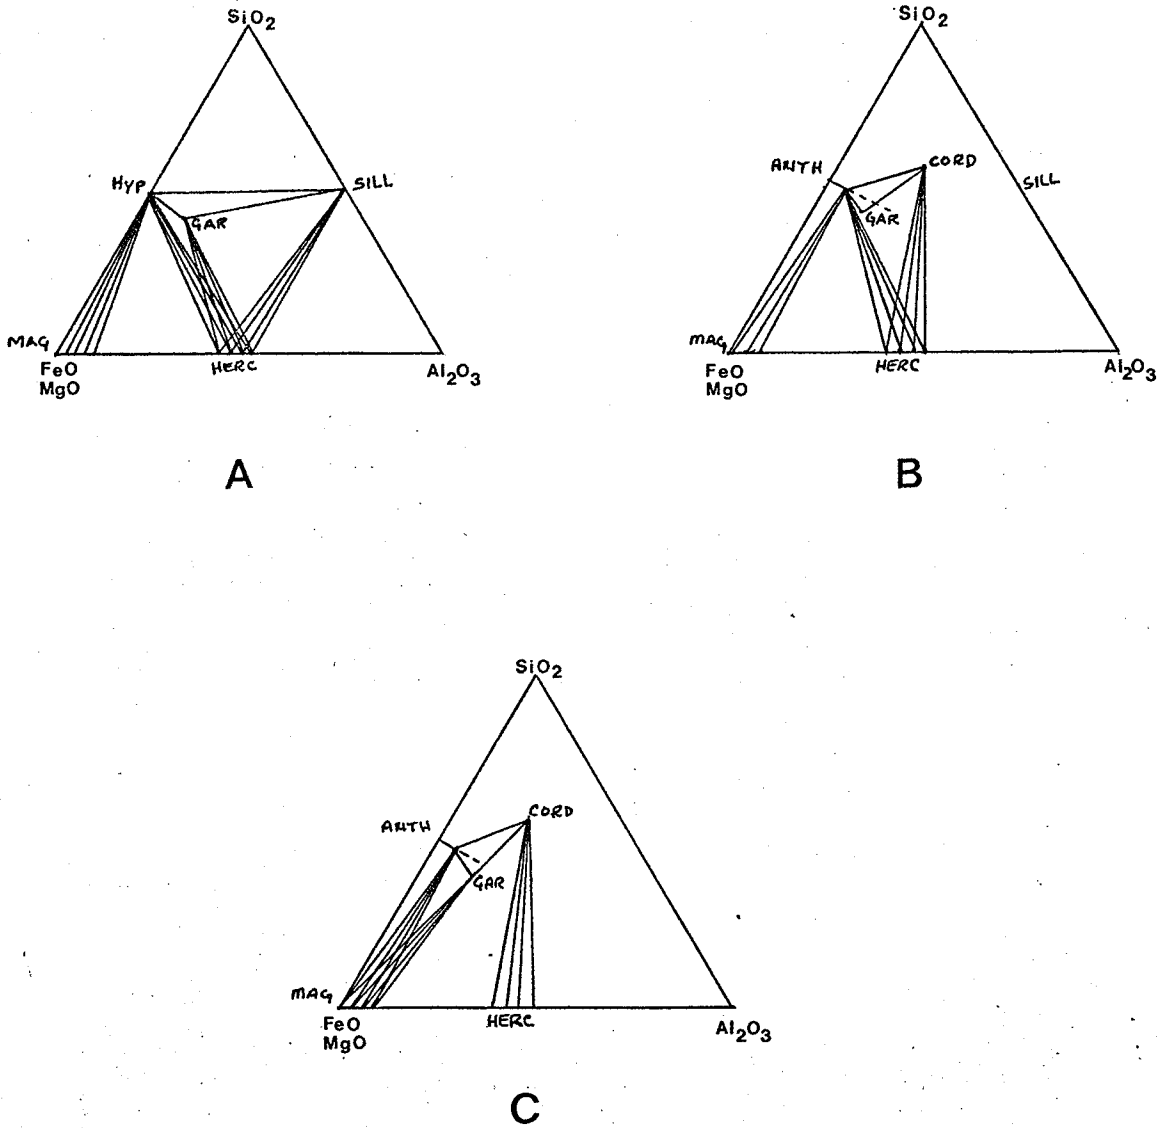 SiO2
HYP
SILL
GAR
MAG
HERC
FeO
MgO
Al2O3
A
SiO2
ANTH
CORD
SILL
GAR
MAG
HERC
FeO
MgO
Al2O3
B
SiO2
CORD
ANTH
GAR
MAG
HERC
FeO
MgO
Al2O3
C